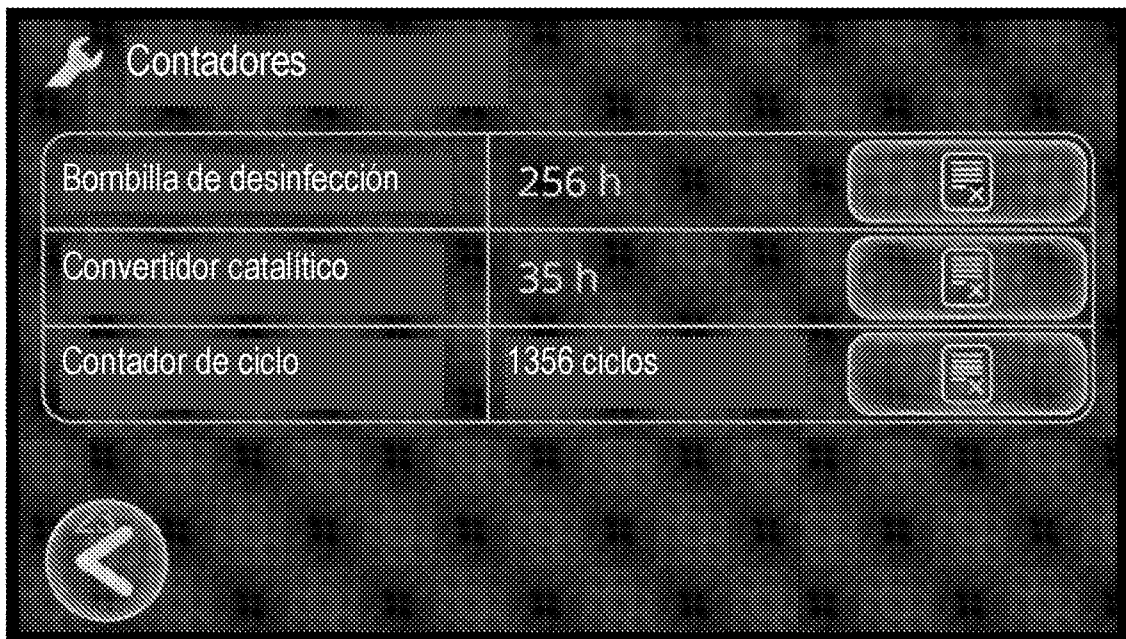 Contadores
Bombilla de desinfección 256 h
Convertidor catalítico 35 h
Contador de ciclo 1356 ciclos